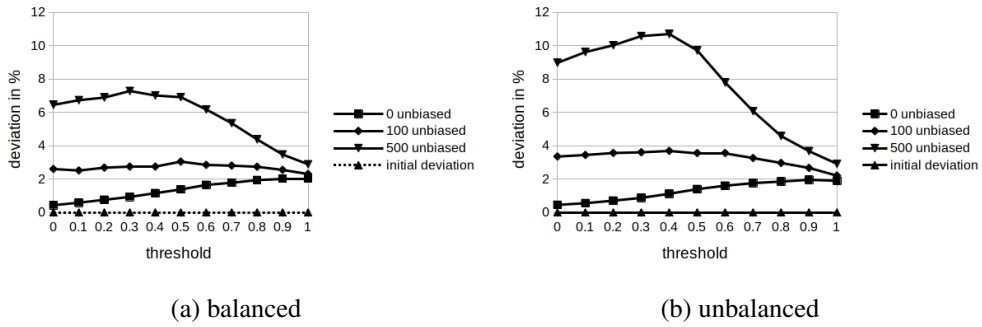 12
10
8
6
4
2
0
deviation in %
0 0.1 0.2 0.3 0.4 0.5 0.6 0.7 0.8 0.9 1
threshold
0 unbiased
100 unbiased
500 unbiased
initial deviation
(a) balanced
12
10
8
6
4
2
0
deviation in %
0 0.1 0.2 0.3 0.4 0.5 0.6 0.7 0.8 0.9 1
threshold
0 unbiased
100 unbiased
500 unbiased
initial deviation
(b) unbalanced